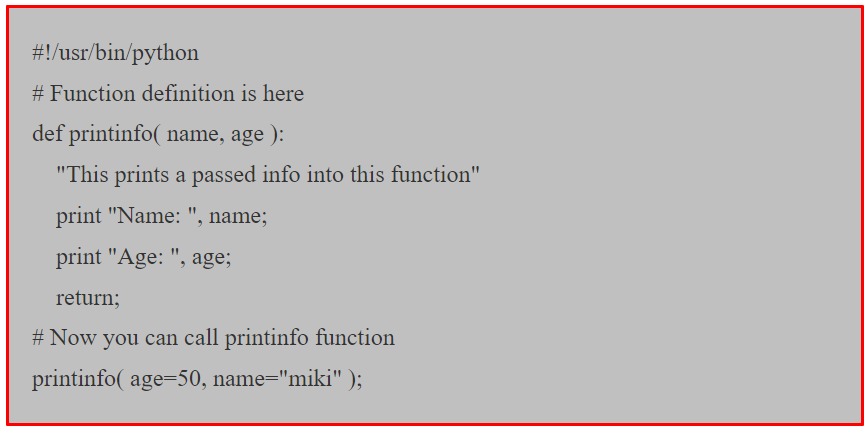 #!/usr/bin/python
# Function definition is here
def printinfo( name, age ):
"This prints a passed info into this function"
print "Name: ", name;
print "Age: ", age;
return;
# Now you can call printinfo function
printinfo( age=50, name="miki" );